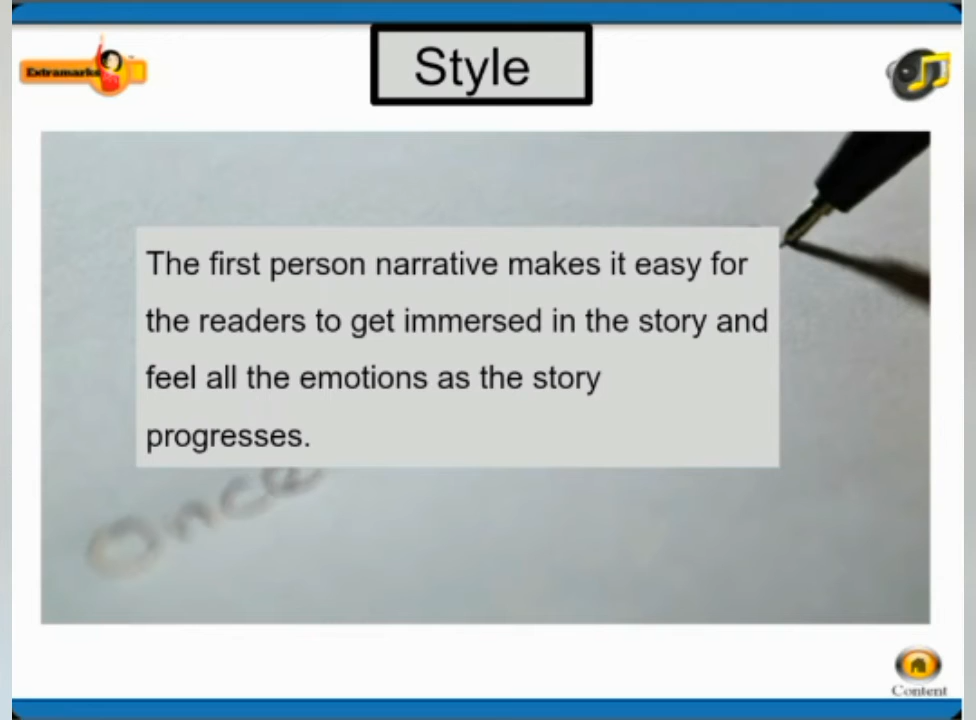 Style
Extramarks
The first person narrative makes it easy for
the readers to get immersed in the story and
feel all the emotions as the story
progresses.
Once
Content